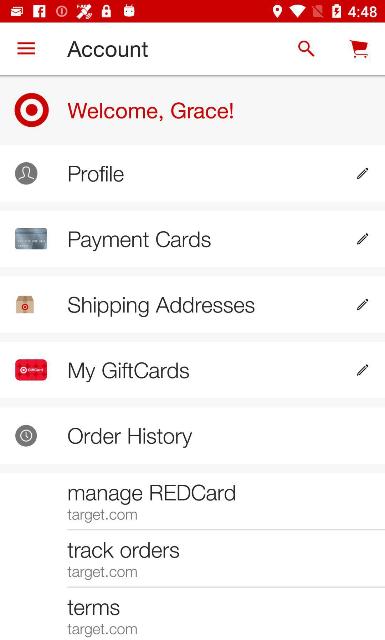 4:48
Account
Welcome, Grace!
Profile
Payment Cards
Shipping Addresses
My GiftCards
Order History
manage REDCard
target.com
track orders
target.com
terms
target.com